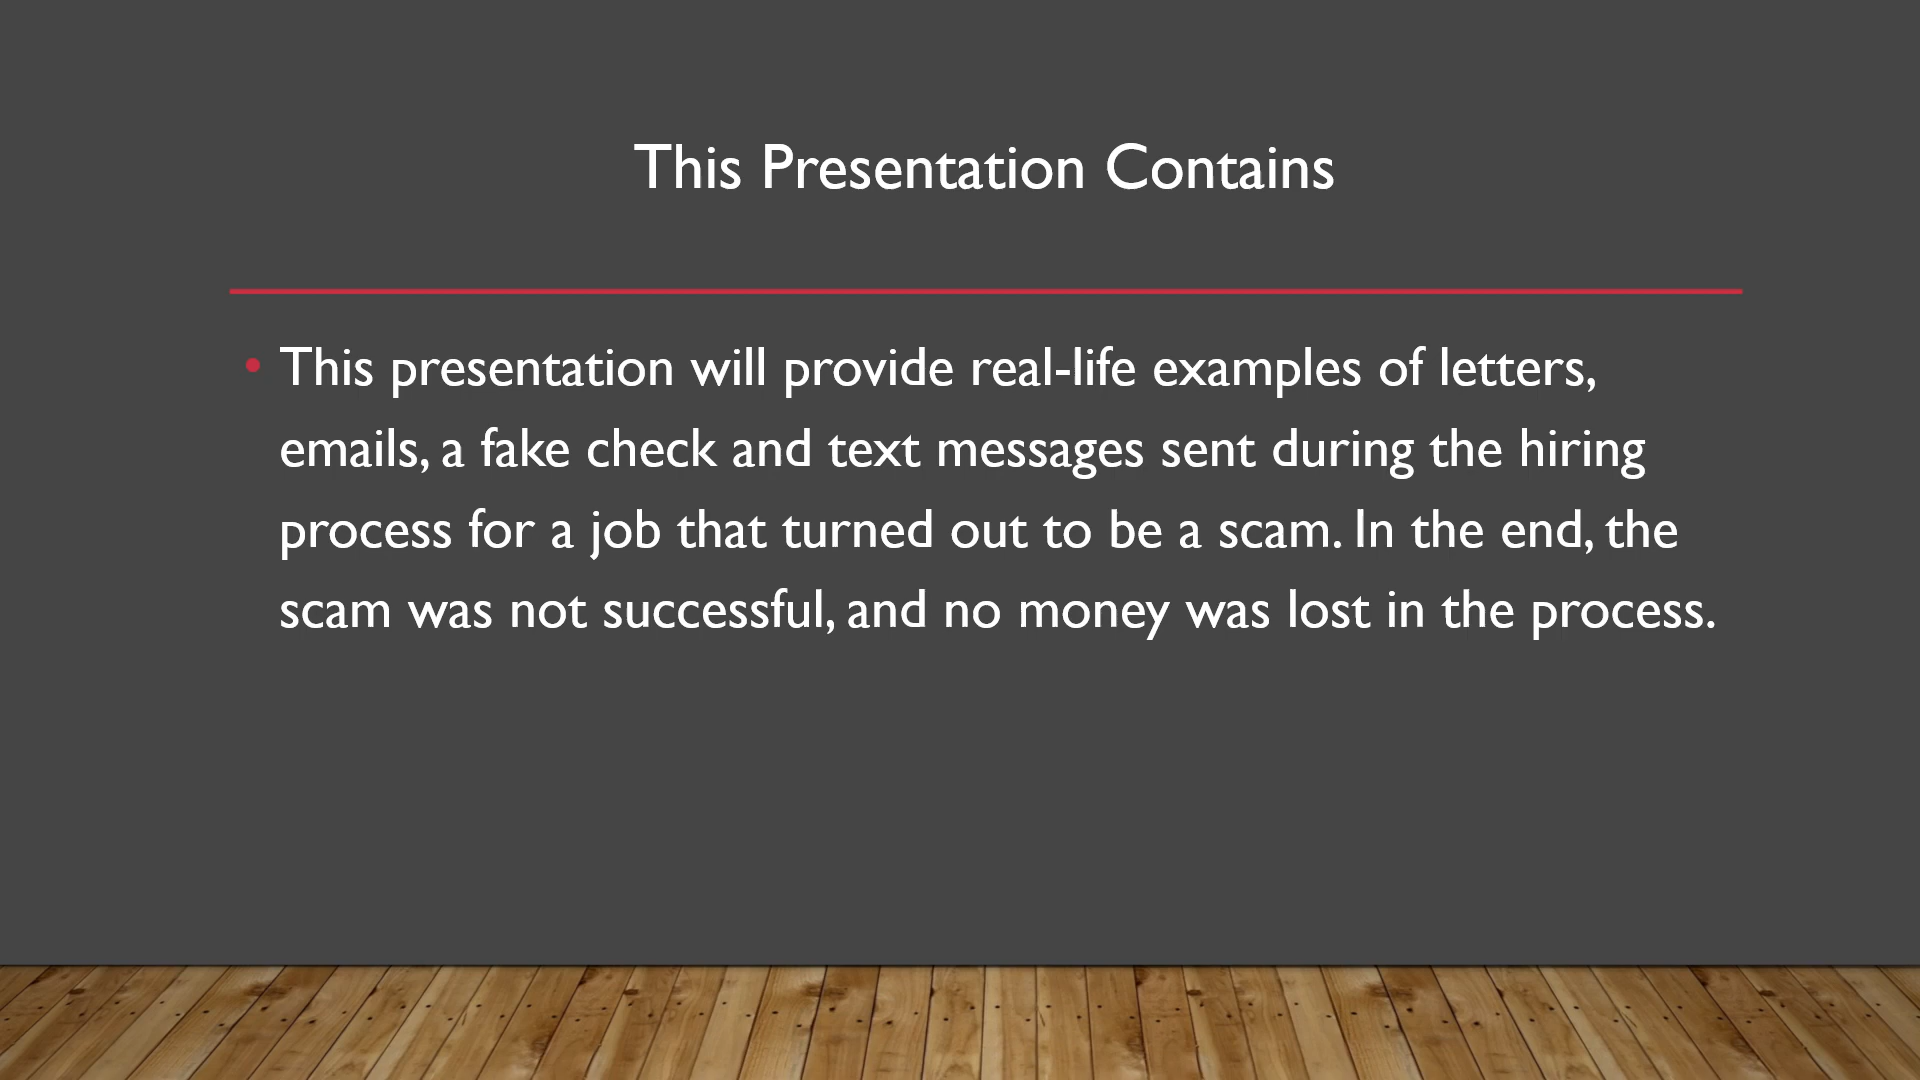 This Presentation Contains
• This presentation will provide real-life examples of letters,
emails, a fake check and text messages sent during the hiring
process for a job that turned out to be a scam. In the end, the
scam was not successful, and no money was lost in the process.